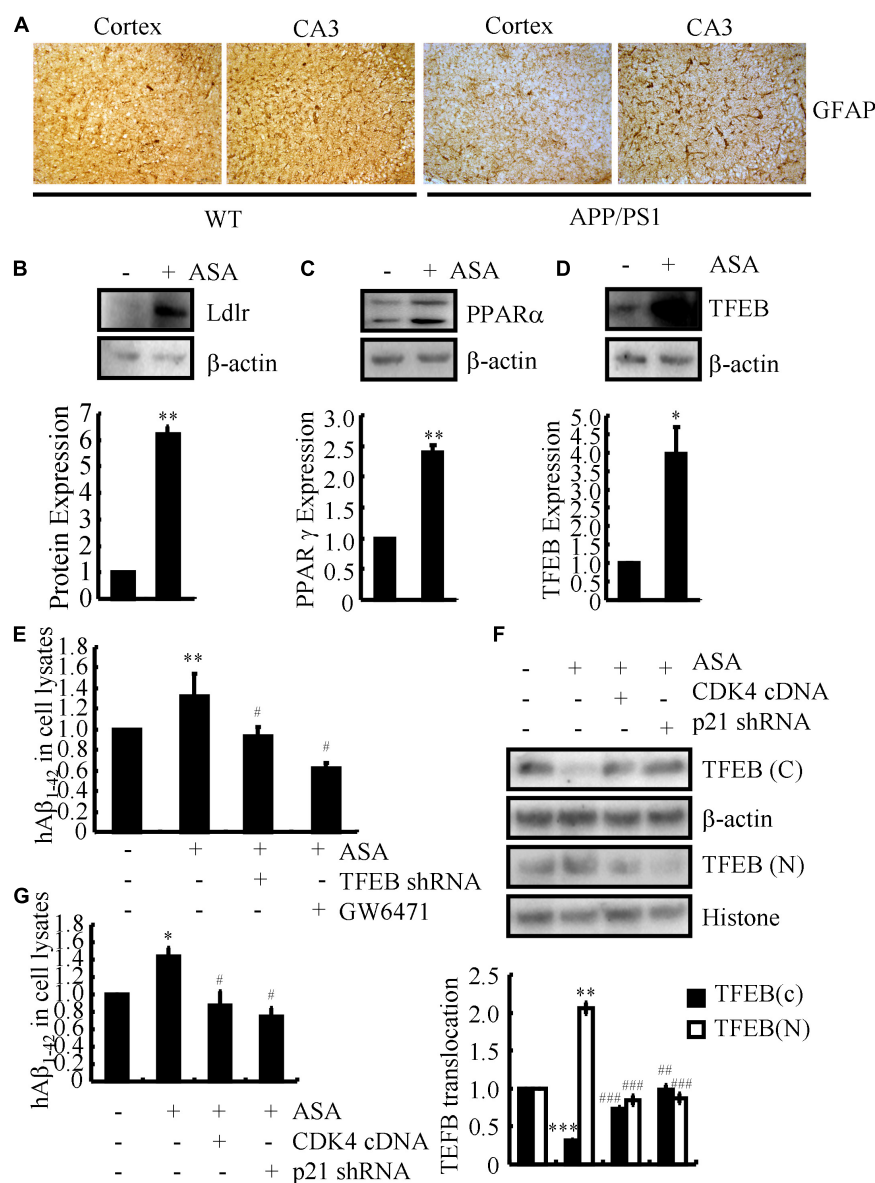 A
Cortex CA3 Cortex CA3
GFAP
WT APP/PS1
B - + ASA
Ldlr
β-actin
Protein Expression
7
6
5
4
3
2
1
0
**
C - + ASA
PPARα
β-actin
PPAR γ Expression
3.0
2.5
2.0
1.5
1.0
0.5
0
**
D - + ASA
TFEB
β-actin
TFEB Expression
5.0
4.5
4.0
3.5
3.0
2.5
2.0
1.5
1.0
0.5
0
*
E
hAβ1-42 in cell lysates
1.8
1.6
1.4
1.2
1.0
0.8
0.6
0.4
0.2
0
** # #
- + + + ASA
- - + - TFEB shRNA
- - - + GW6471
F
- + + + ASA
- - + - CDK4 cDNA
- - - + p21 shRNA
TFEB (C)
β-actin
TFEB (N)
Histone
TEFB translocation
2.5
2.0
1.5
1.0
0.5
0
*** ** ### ### ## ###
TFEB(c)
TFEB(N)
G
hAβ1-42 in cell lysates
1.8
1.6
1.4
1.2
1.0
0.8
0.6
0.4
0.2
0
* # #
- + + + ASA
- - + - CDK4 cDNA
- - - + p21 shRNA